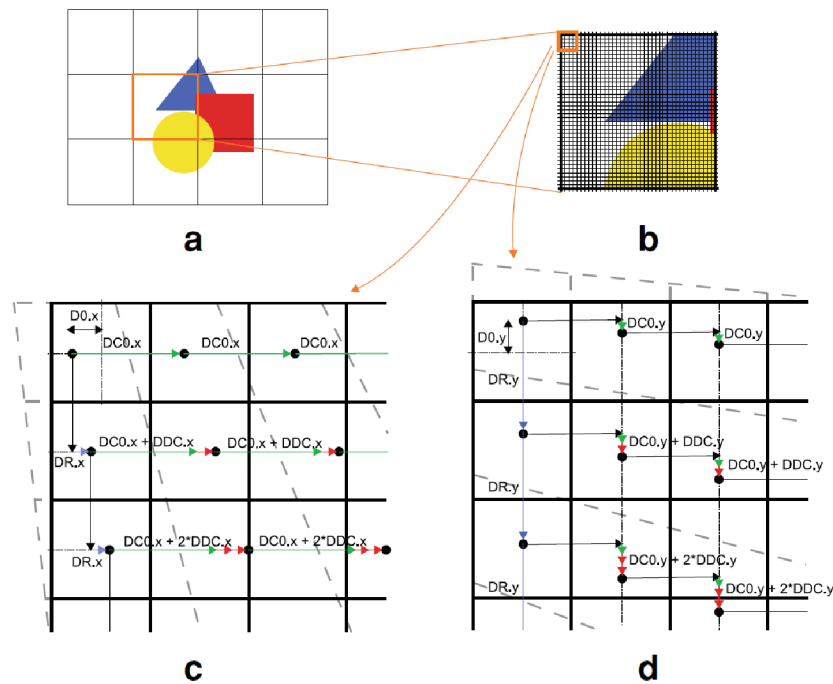 a
b
D0.x
DC0.x DC0.x DC0.x
DR.x
DC0.x + DDC.x DC0.x + DDC.x
DR.x
DC0.x + 2*DDC.x DC0.x + 2*DDC.x
c
D0.y
DC0.y
DC0.y
DR.y
DC0.y + DDC.y
DC0.y + DDC.y
DR.y
DC0.y + 2*DDC.y
DR.y
DC0.y + 2*DDC.y
d